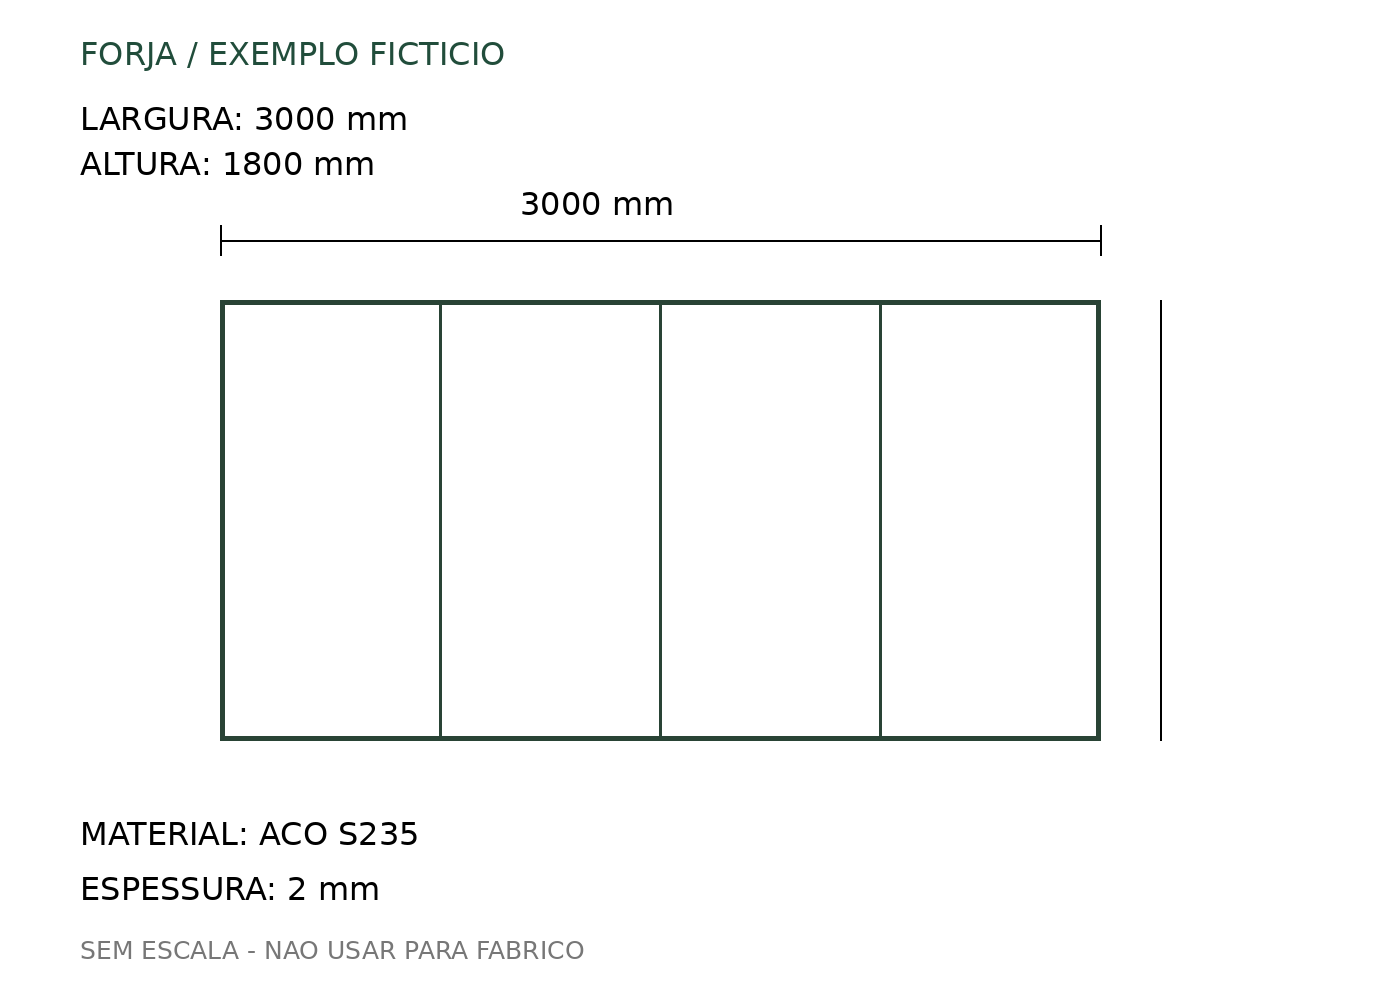 FORJA / EXEMPLO FICTICIO
LARGURA: 3000 mm
ALTURA: 1800 mm
3000 mm
MATERIAL: ACO S235
ESPESSURA: 2 mm
SEM ESCALA - NAO USAR PARA FABRICO